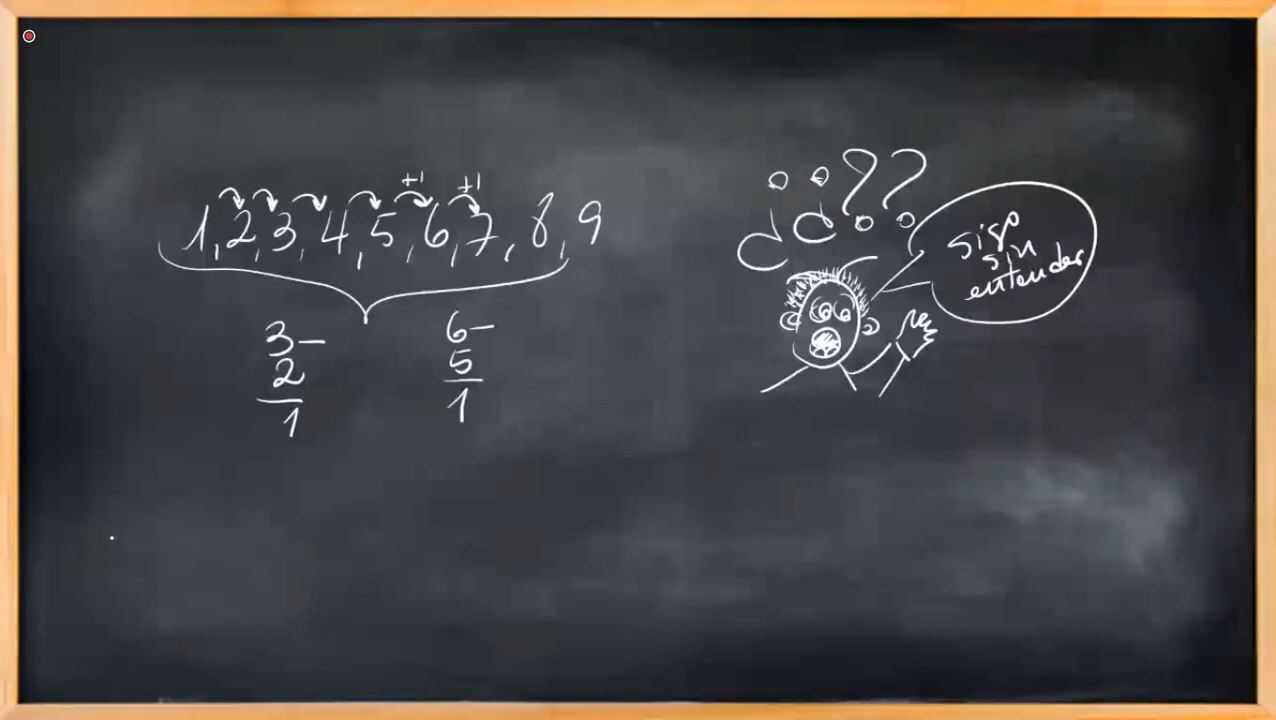 +1 +1
1, 2, 3, 4, 5, 6, 7, 8, 9
3-
2
1
6-
5
1
¿¿??
sigo
sin
entender